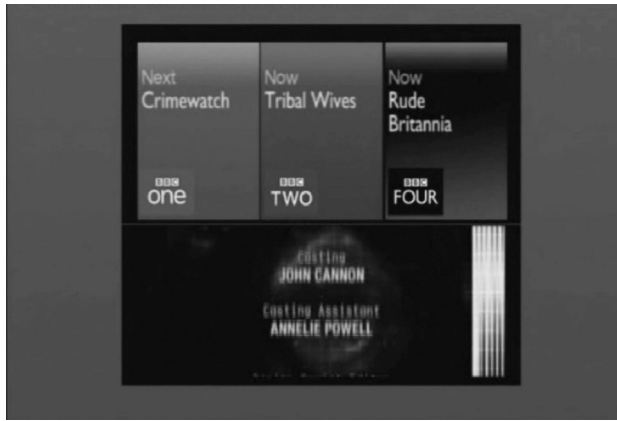 Next
Crimewatch
BBC
one
Now
Tribal Wives
BBC
TWO
Now
Rude
Britannia
BBC
FOUR
Casting
JOHN CANNON
Casting Assistant
ANNELIE POWELL